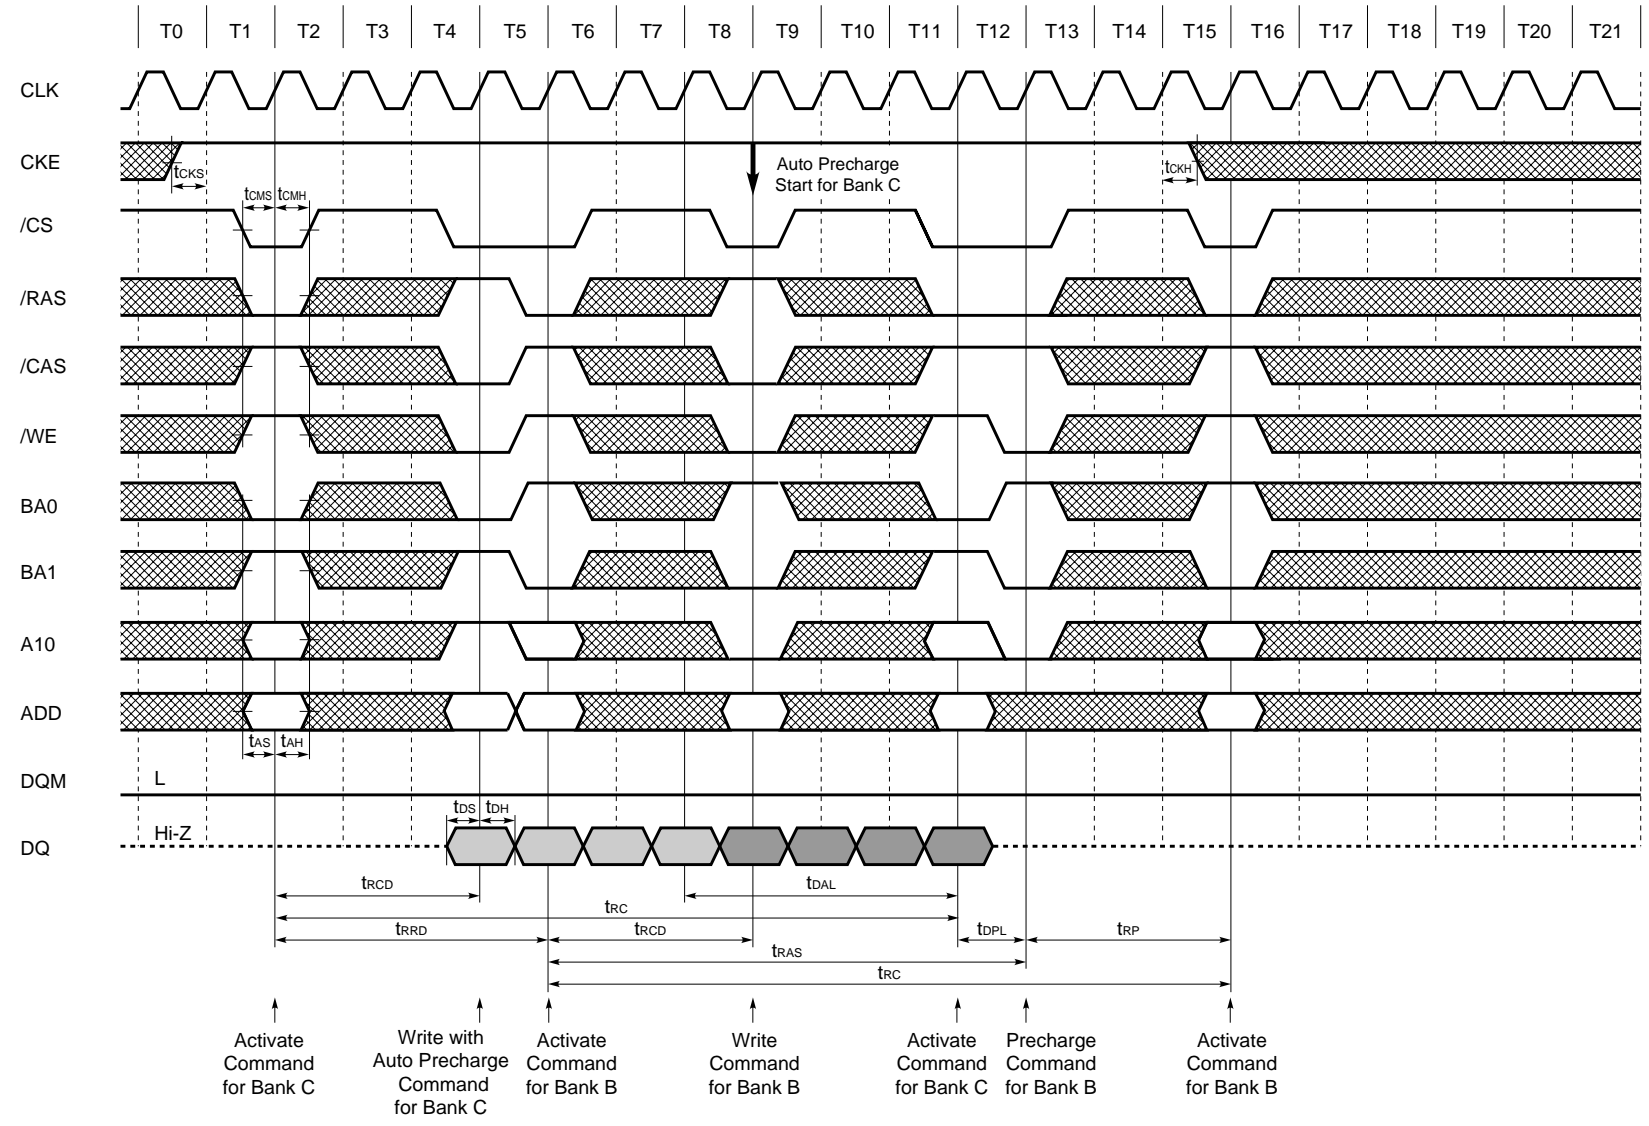 T0 T1 T2 T3 T4 T5 T6 T7 T8 T9 T10 T11 T12 T13 T14 T15 T16 T17 T18 T19 T20 T21
CLK
CKE
tCKS
Auto Precharge
Start for Bank C
tCKH
tCMS tCMH
/CS
/RAS
/CAS
/WE
BA0
BA1
A10
ADD
tAS tAH
DQM L
tDS tDH
DQ Hi-Z
tRCD tDAL
tRC
tRRD tRCD tDPL tRP
tRAS
tRC
Activate
Command
for Bank C
Write with
Auto Precharge
Command
for Bank C
Activate
Command
for Bank B
Write
Command
for Bank B
Activate
Command
for Bank C
Precharge
Command
for Bank B
Activate
Command
for Bank B